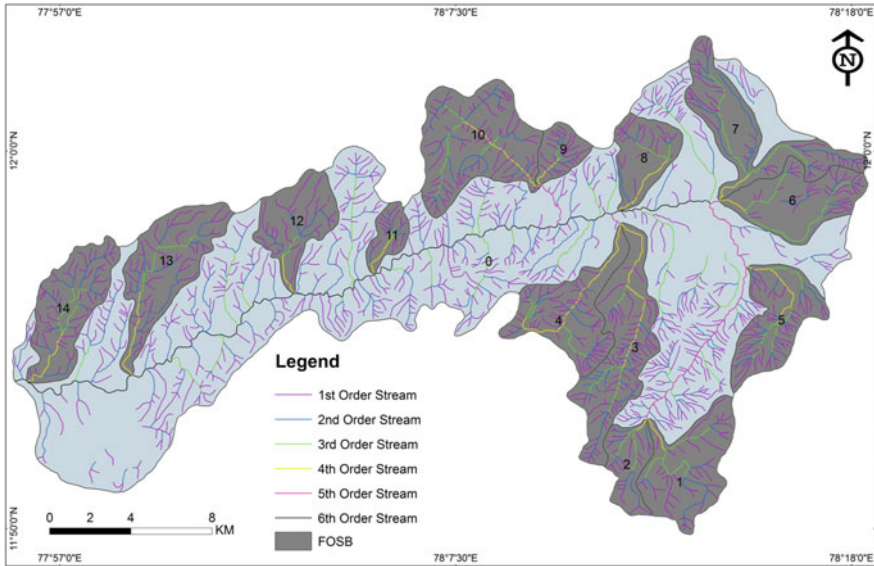 77°57'0"E 78°7'30"E 78°18'0"E
N
12°0'0"N 12°0'0"N
7
10
9
8
6
12
11
13
0
14
4
3
5
2
1
Legend
1st Order Stream
2nd Order Stream
3rd Order Stream
4th Order Stream
5th Order Stream
6th Order Stream
FOSB
0 2 4 8
KM
11°50'0"N 11°50'0"N
77°57'0"E 78°7'30"E 78°18'0"E